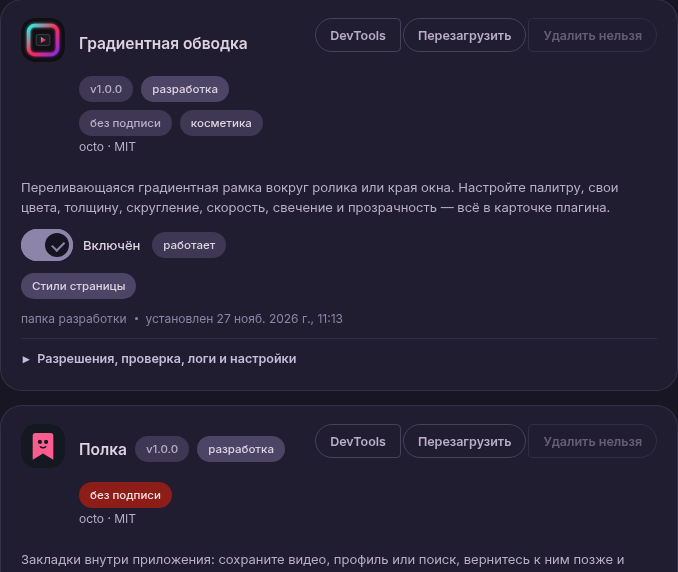 Градиентная обводка
DevTools
Перезагрузить
Удалить нельзя
v1.0.0
разработка
без подписи
косметика
octo · MIT
Переливающаяся градиентная рамка вокруг ролика или края окна. Настройте палитру, свои
цвета, толщину, скругление, скорость, свечение и прозрачность — всё в карточке плагина.
Включён
работает
Стили страницы
папка разработки • установлен 27 нояб. 2026 г., 11:13
► Разрешения, проверка, логи и настройки
Полка
v1.0.0
разработка
DevTools
Перезагрузить
Удалить нельзя
без подписи
octo · MIT
Закладки внутри приложения: сохраните видео, профиль или поиск, вернитесь к ним позже и